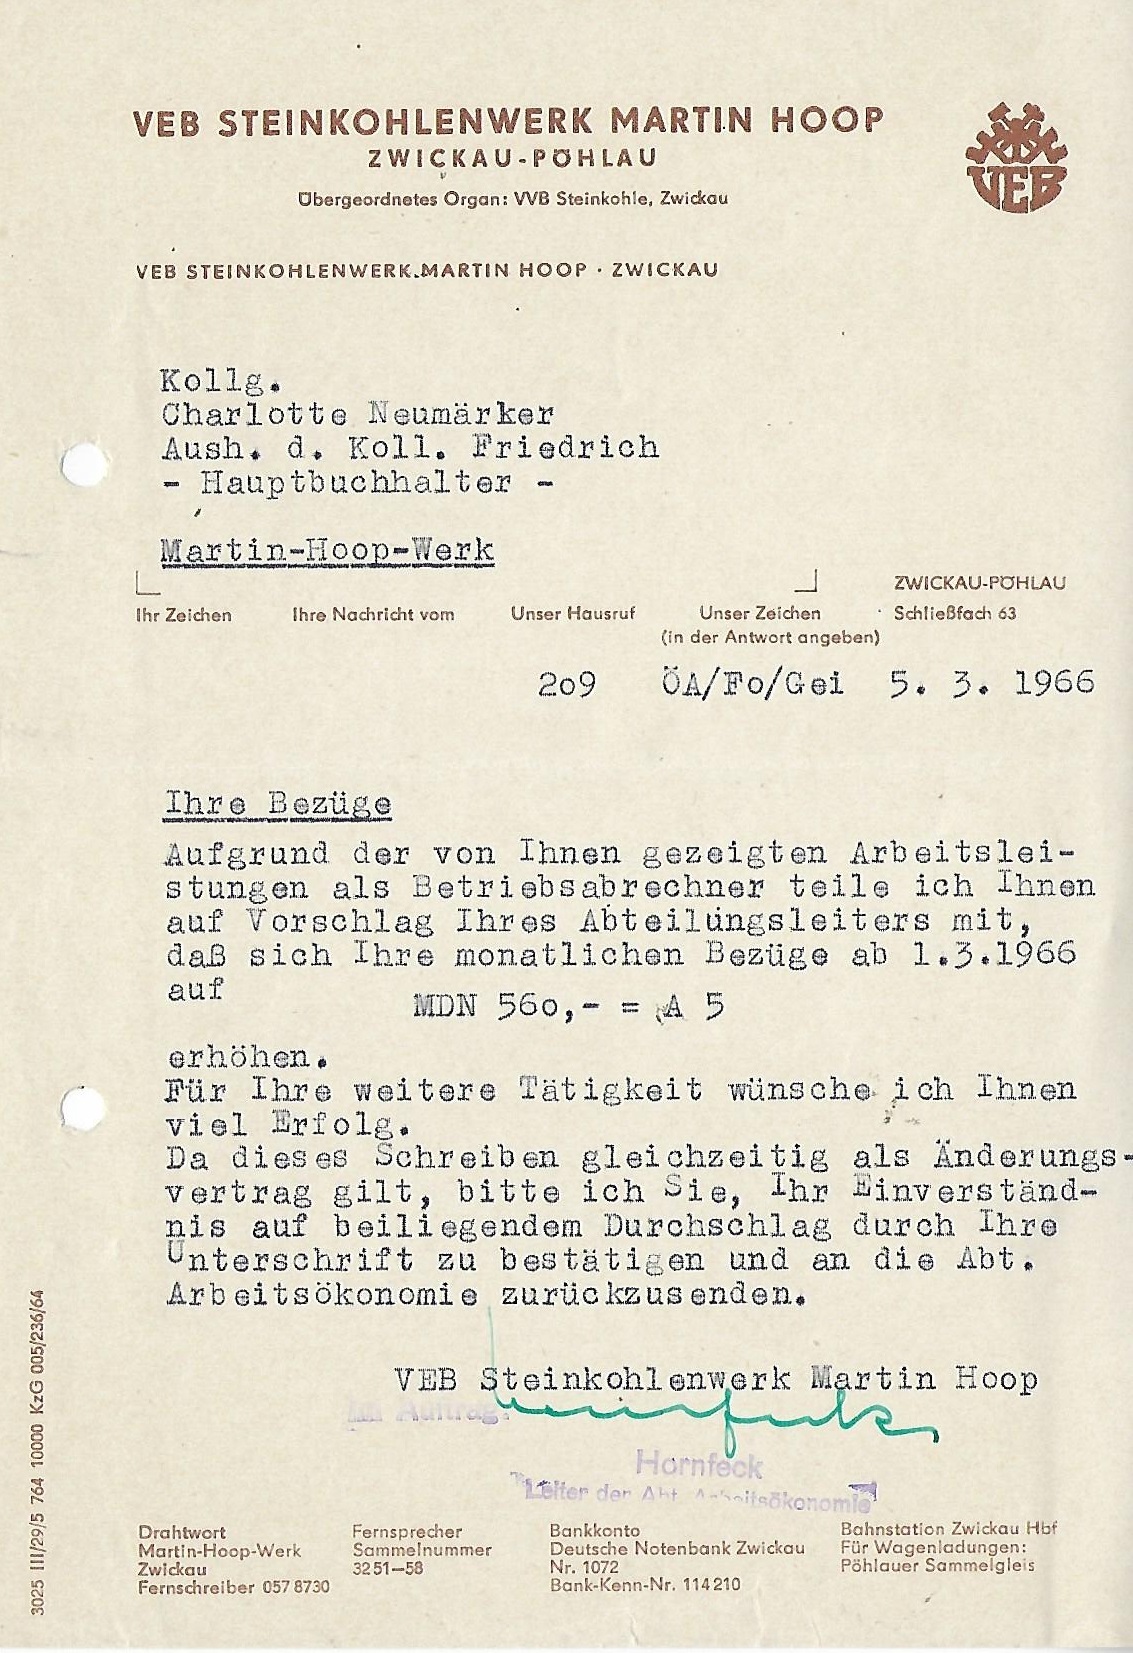 VEB STEINKOHLENWERK MARTIN HOOP
ZWICKAU-PÖHLAU
Übergeordnetes Organ: VVB Steinkohle, Zwickau
VEB
VEB STEINKOHLENWERK MARTIN HOOP · ZWICKAU
Kollg.
Charlotte Neumärker
Aush. d. Koll. Friedrich
- Hauptbuchhalter -
Martin-Hoop-Werk
ZWICKAU-PÖHLAU
Ihr Zeichen Ihre Nachricht vom Unser Hausruf Unser Zeichen Schließfach 63
(in der Antwort angeben)
2o9 ÖA/Fo/Gei 5. 3. 1966
Ihre Bezüge
Aufgrund der von Ihnen gezeigten Arbeitslei-
stungen als Betriebsabrechner teile ich Ihnen
auf Vorschlag Ihres Abteilungsleiters mit,
daß sich Ihre monatlichen Bezüge ab 1.3.1966
auf
MDN 56o,- = A 5
erhöhen.
Für Ihre weitere Tätigkeit wünsche ich Ihnen
viel Erfolg.
Da dieses Schreiben gleichzeitig als Änderungs-
vertrag gilt, bitte ich Sie, Ihr Einverständ-
nis auf beiliegendem Durchschlag durch Ihre
Unterschrift zu bestätigen und an die Abt.
Arbeitsökonomie zurückzusenden.
VEB Steinkohlenwerk Martin Hoop
Im Auftrag:
Hornfeck
Leiter der Abt. Arbeitsökonomie
Drahtwort
Martin-Hoop-Werk
Zwickau
Fernschreiber 057 8730
Fernsprecher
Sammelnummer
3251–58
Bankkonto
Deutsche Notenbank Zwickau
Nr. 1072
Bank-Kenn-Nr. 114 210
Bahnstation Zwickau Hbf
Für Wagenladungen:
Pöhlauer Sammelgleis
3025 III/29/5 764 10000 KzG 005/236/64